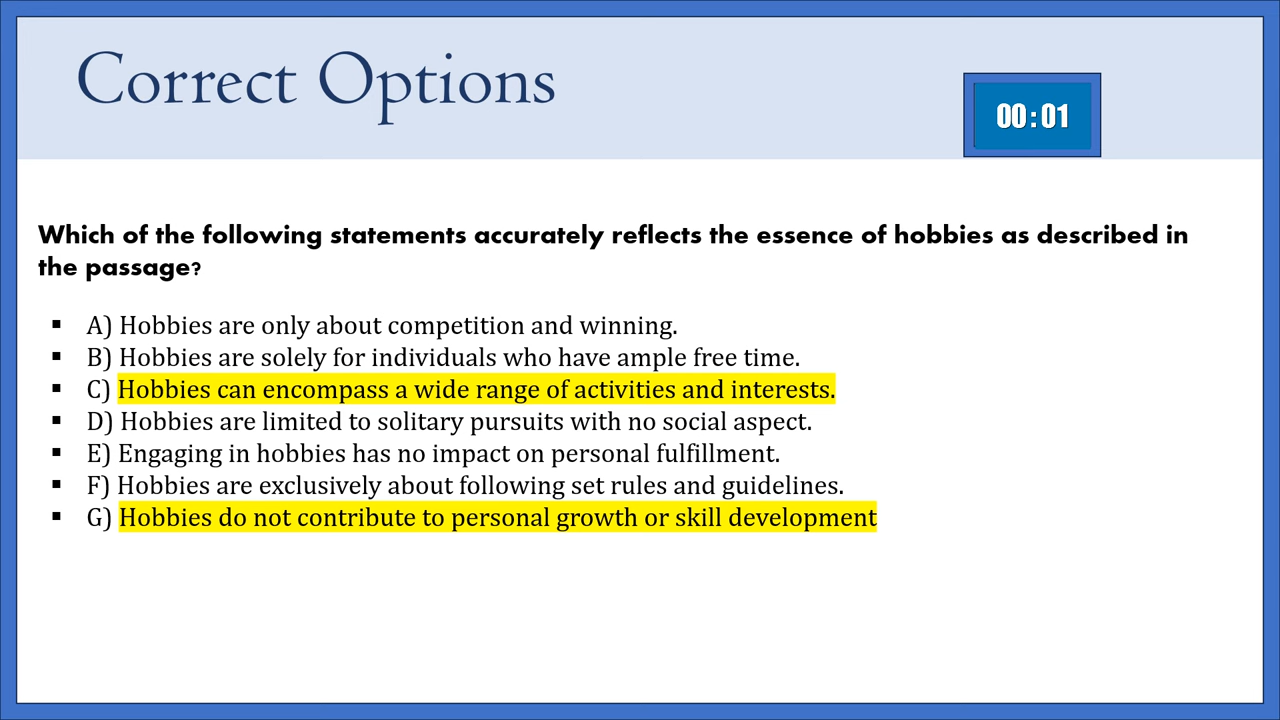 Correct Options
00:01
Which of the following statements accurately reflects the essence of hobbies as described in
the passage?
▪ A) Hobbies are only about competition and winning.
▪ B) Hobbies are solely for individuals who have ample free time.
▪ C) Hobbies can encompass a wide range of activities and interests.
▪ D) Hobbies are limited to solitary pursuits with no social aspect.
▪ E) Engaging in hobbies has no impact on personal fulfillment.
▪ F) Hobbies are exclusively about following set rules and guidelines.
▪ G) Hobbies do not contribute to personal growth or skill development